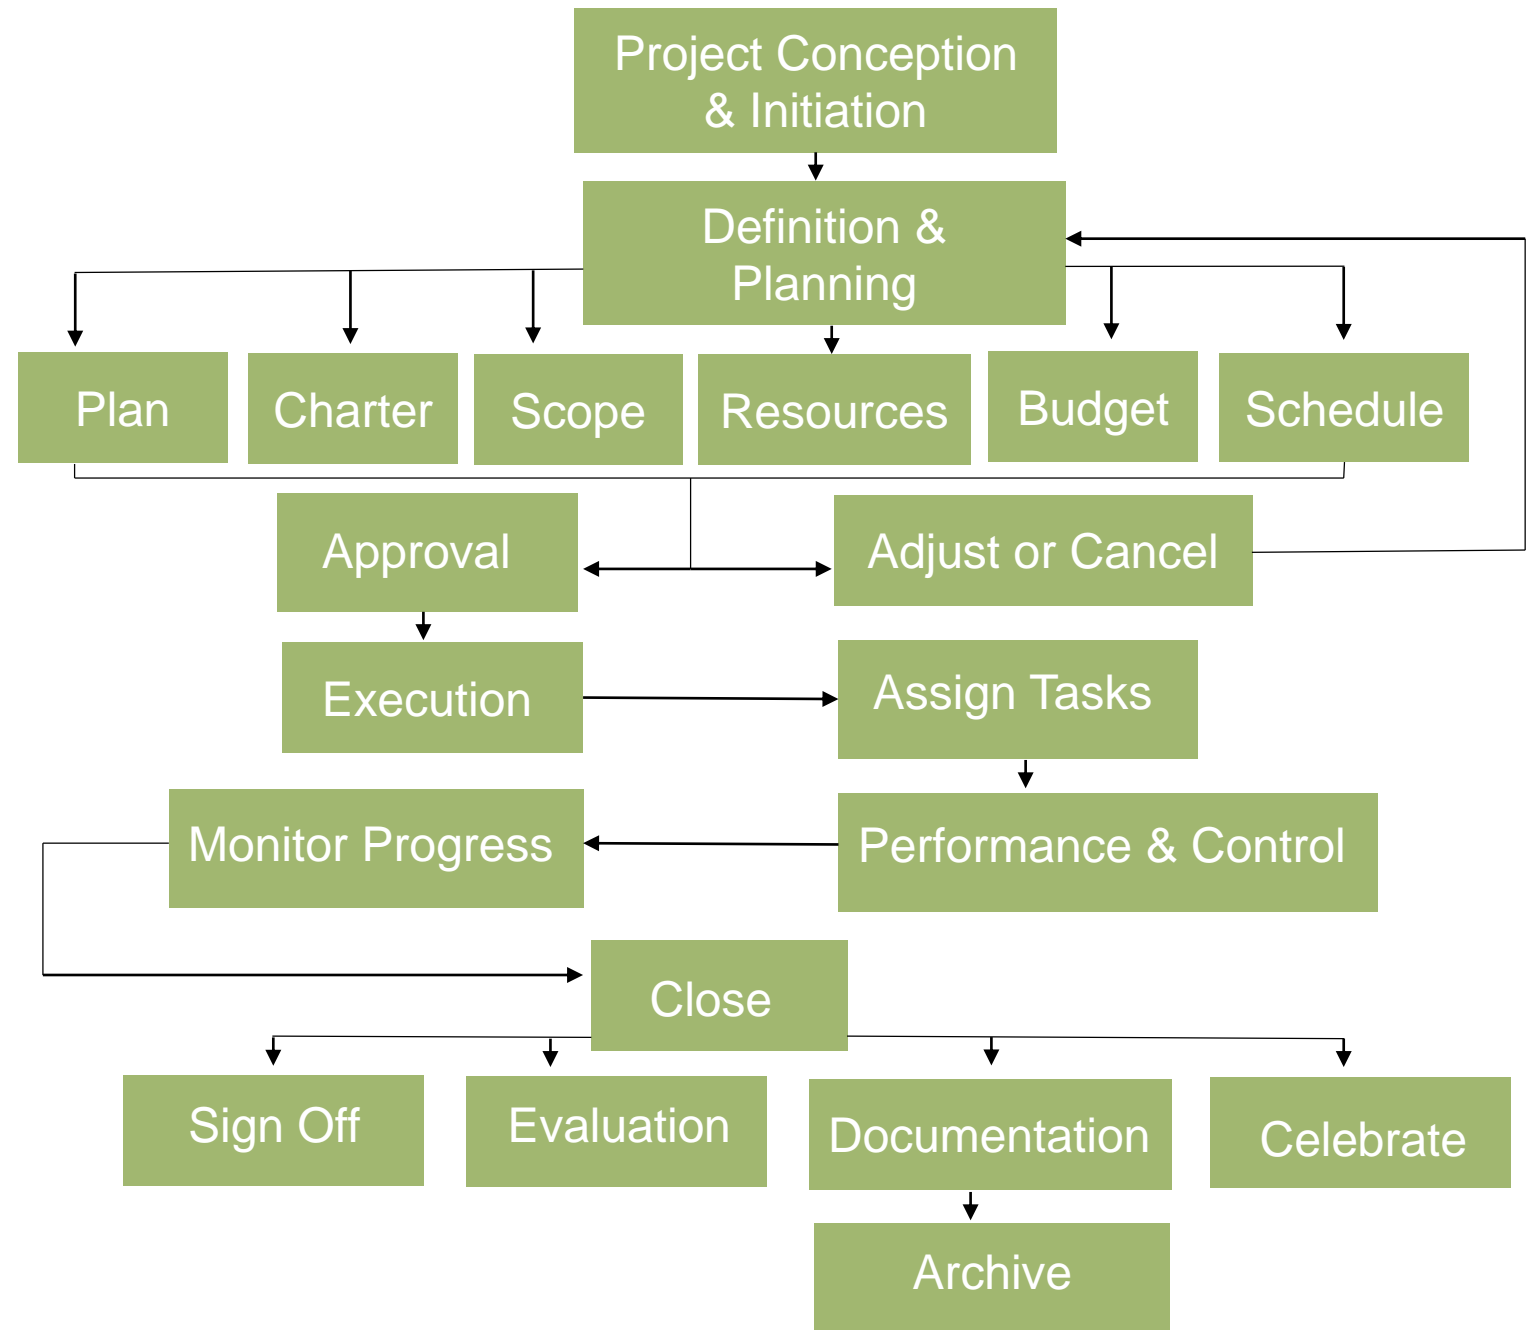 Project Conception
& Initiation
Definition &
Planning
Plan
Charter
Scope
Resources
Budget
Schedule
Approval
Adjust or Cancel
Execution
Assign Tasks
Monitor Progress
Performance & Control
Close
Sign Off
Evaluation
Documentation
Celebrate
Archive